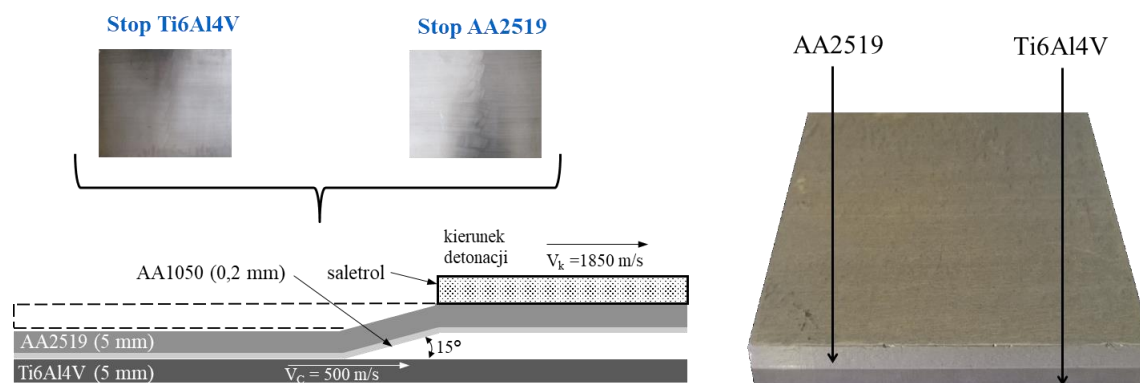 Stop Ti6Al4V
Stop AA2519
AA2519
Ti6Al4V
kierunek
detonacji
V_k =1850 m/s
AA1050 (0,2 mm)
saletrol
AA2519 (5 mm)
15°
Ti6Al4V (5 mm)
V_C = 500 m/s